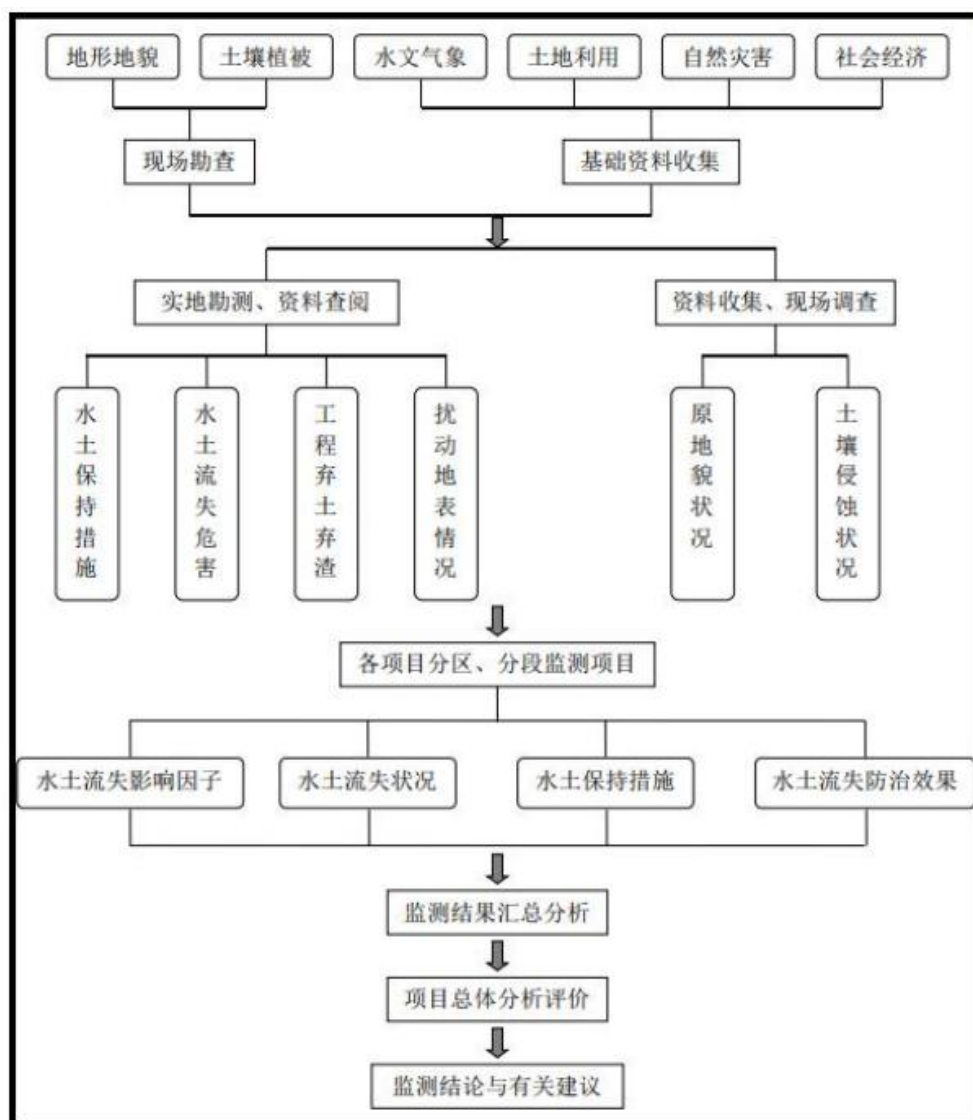 地形地貌
土壤植被
水文气象
土地利用
自然灾害
社会经济
现场勘查
基础资料收集
实地勘测、资料查阅
资料收集、现场调查
水土保持措施
水土流失危害
工程弃土弃渣
扰动地表情况
原地貌状况
土壤侵蚀状况
各项目分区、分段监测项目
水土流失影响因子
水土流失状况
水土保持措施
水土流失防治效果
监测结果汇总分析
项目总体分析评价
监测结论与有关建议